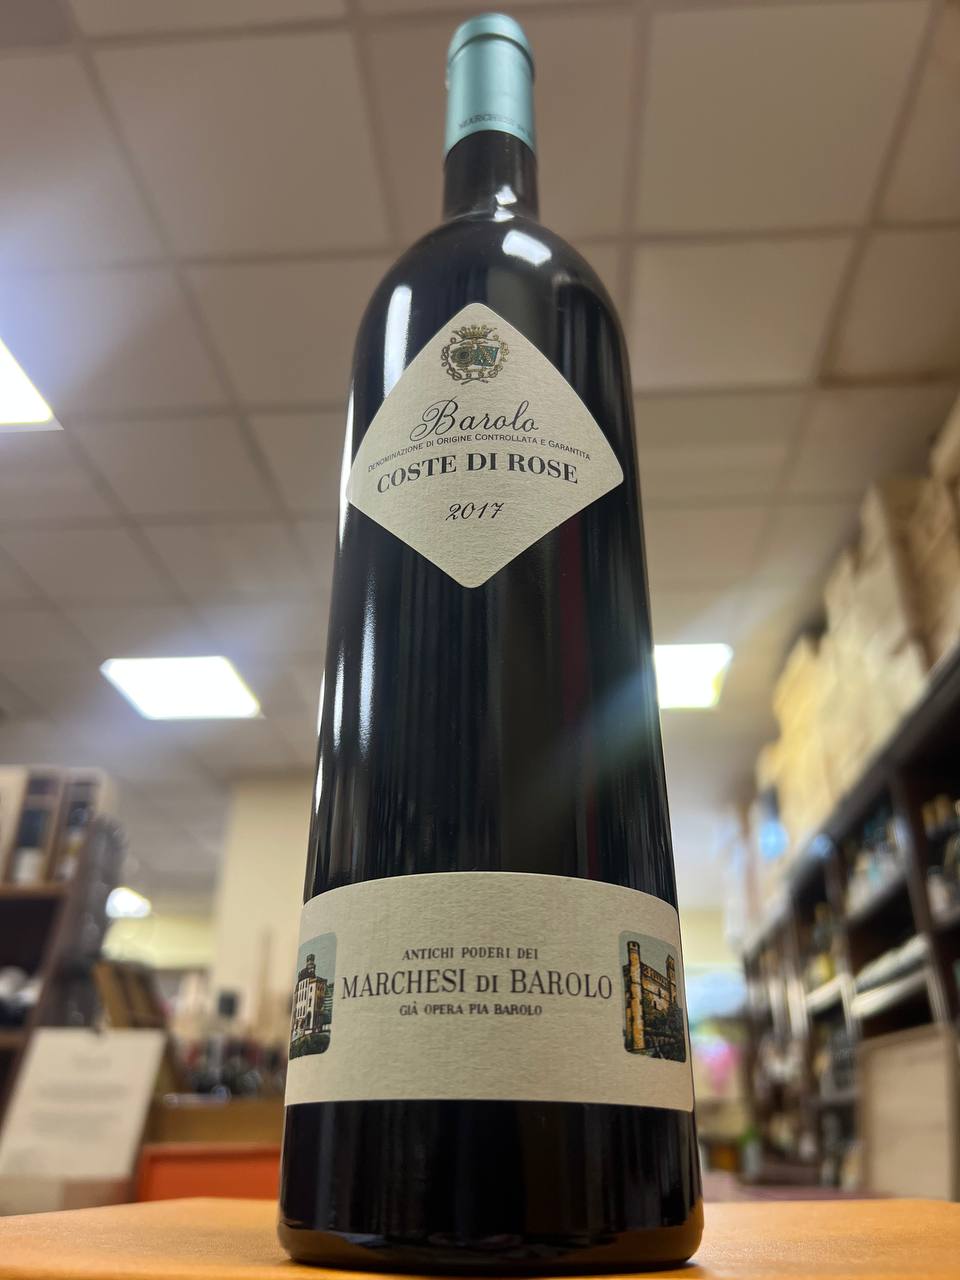 MARCHESI
Barolo
DENOMINAZIONE DI ORIGINE CONTROLLATA E GARANTITA
COSTE DI ROSE
2017
ANTICHI PODERI DEI
MARCHESI DI BAROLO
GIÀ OPERA PIA BAROLO